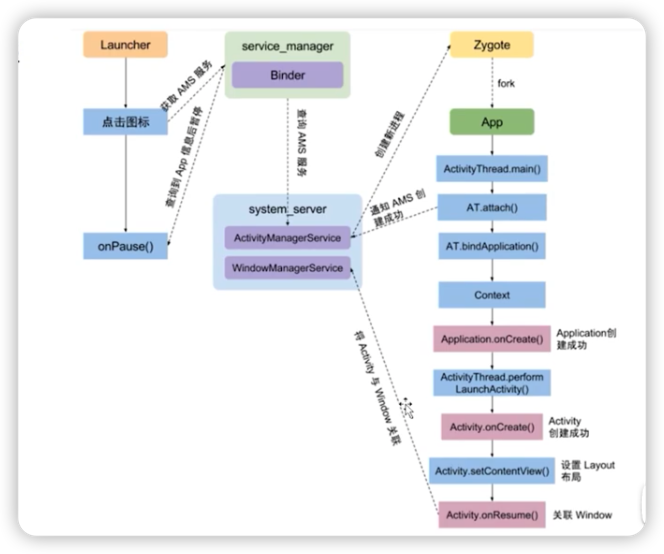 Launcher
service_manager
Zygote
Binder
获取 AMS 服务
fork
点击图标
查询到 App 信息后暂停
查询 AMS 服务
创建新进程
App
ActivityThread.main()
system_server
通知 AMS 创
建成功
AT.attach()
onPause()
ActivityManagerService
AT.bindApplication()
WindowManagerService
Context
将 Activity 与 Window 关联
Application.onCreate()
Application创
建成功
ActivityThread.perform
LaunchActivity()
Activity.onCreate()
Activity
创建成功
Activity.setContentView()
设置 Layout
布局
Activity.onResume()
关联 Window